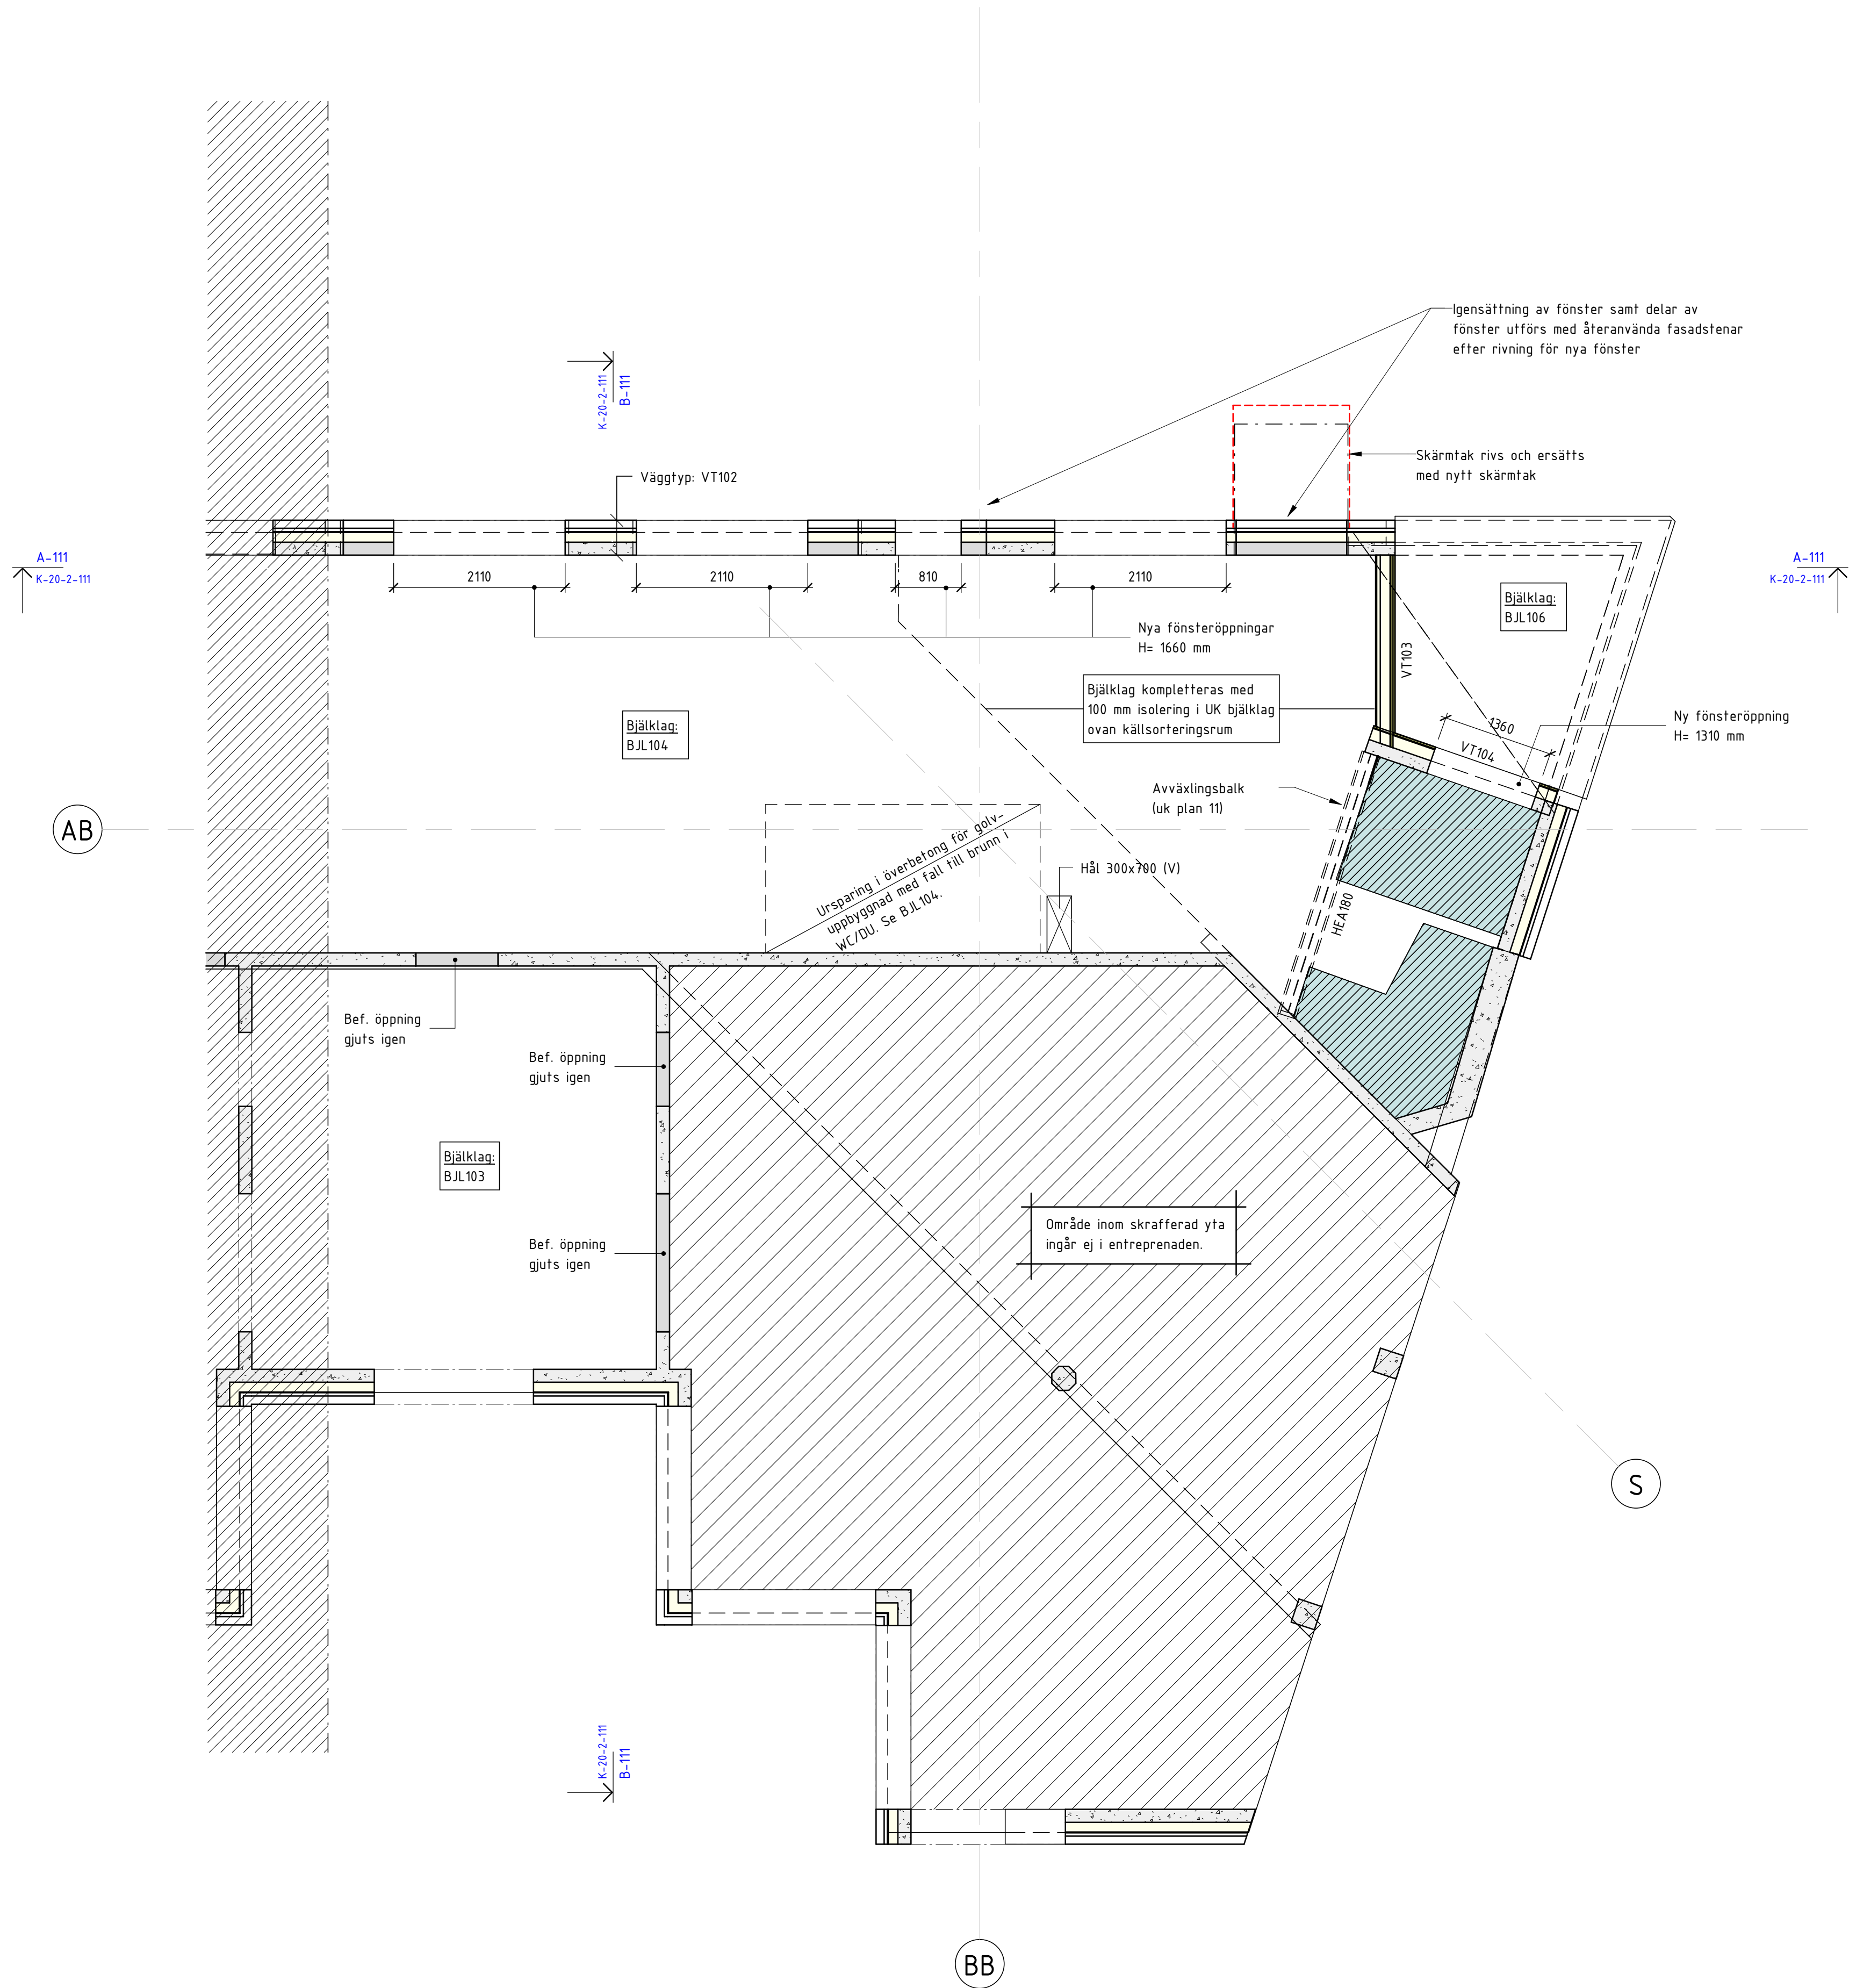 Igensättning av fönster samt delar av
fönster utförs med återanvända fasadstenar
efter rivning för nya fönster
K-20-2-111
B-111
Skärmtak rivs och ersätts
med nytt skärmtak
Väggtyp: VT102
A-111
K-20-2-111
A-111
K-20-2-111
2110
2110
810
2110
Bjälklag:
BJL106
Nya fönsteröppningar
H= 1660 mm
VT103
Bjälklag kompletteras med
100 mm isolering i UK bjälklag
ovan källsorteringsrum
Bjälklag:
BJL104
1360
VT104
Ny fönsteröppning
H= 1310 mm
Avväxlingsbalk
(uk plan 11)
AB
Ursparing i överbetong för golv-
uppbyggnad med fall till brunn i
WC/DU. Se BJL104.
Hål 300x700 (V)
HEA180
Bef. öppning
gjuts igen
Bef. öppning
gjuts igen
Bjälklag:
BJL103
Område inom skrafferad yta
ingår ej i entreprenaden.
Bef. öppning
gjuts igen
S
K-20-2-111
B-111
BB